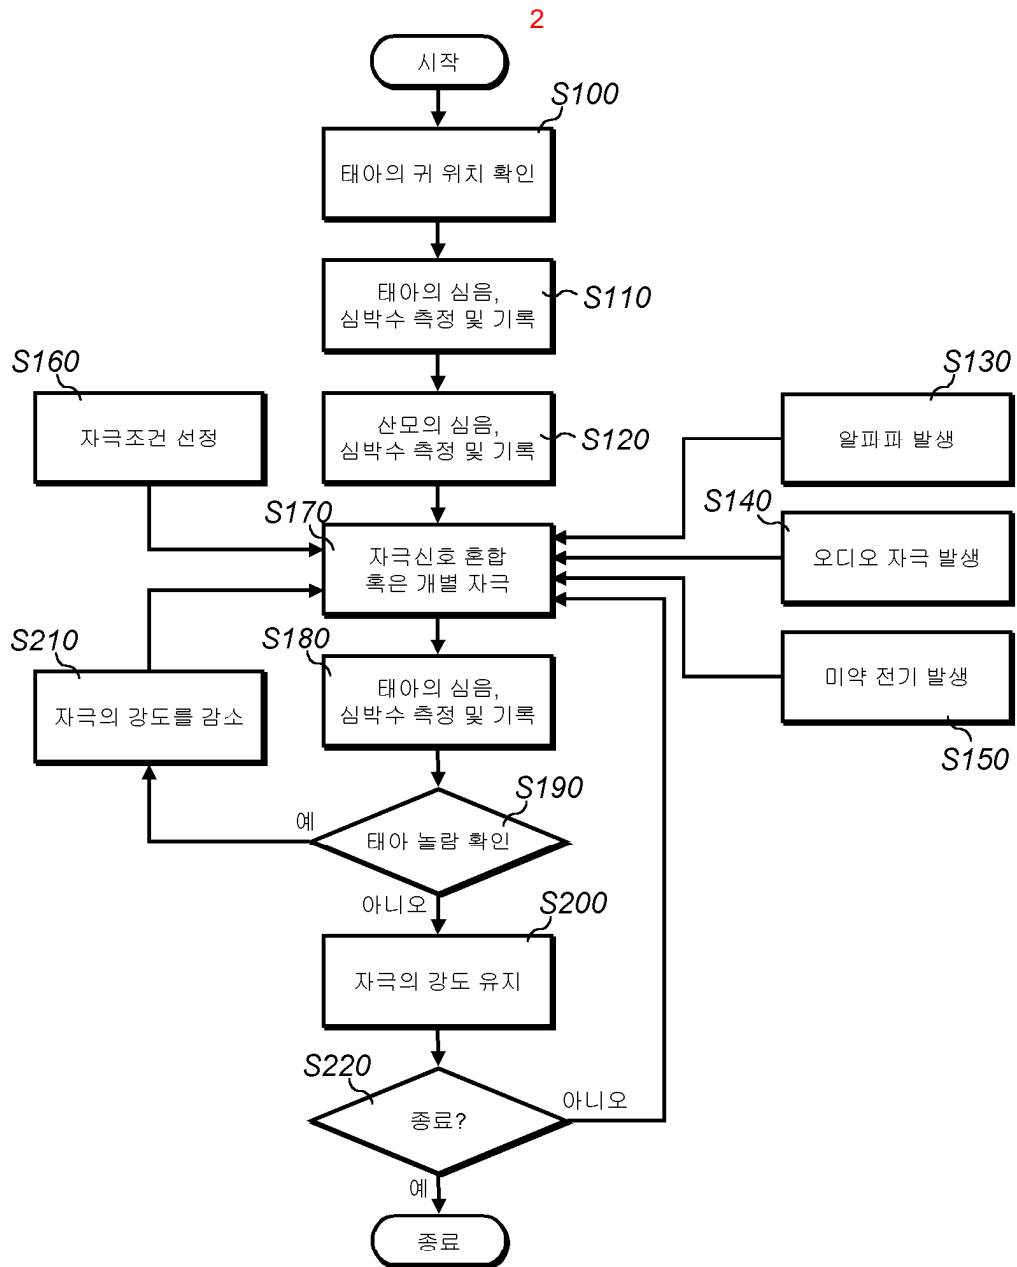 2
시작
S100
태아의 귀 위치 확인
S110
태아의 심음,
심박수 측정 및 기록
S160
자극조건 선정
S120
산모의 심음,
심박수 측정 및 기록
S130
알파파 발생
S170
자극신호 혼합
혹은 개별 자극
S140
오디오 자극 발생
S210
자극의 강도를 감소
S180
태아의 심음,
심박수 측정 및 기록
미약 전기 발생
S150
S190
예
태아 놀람 확인
아니오
S200
자극의 강도 유지
S220
종료?
아니오
예
종료